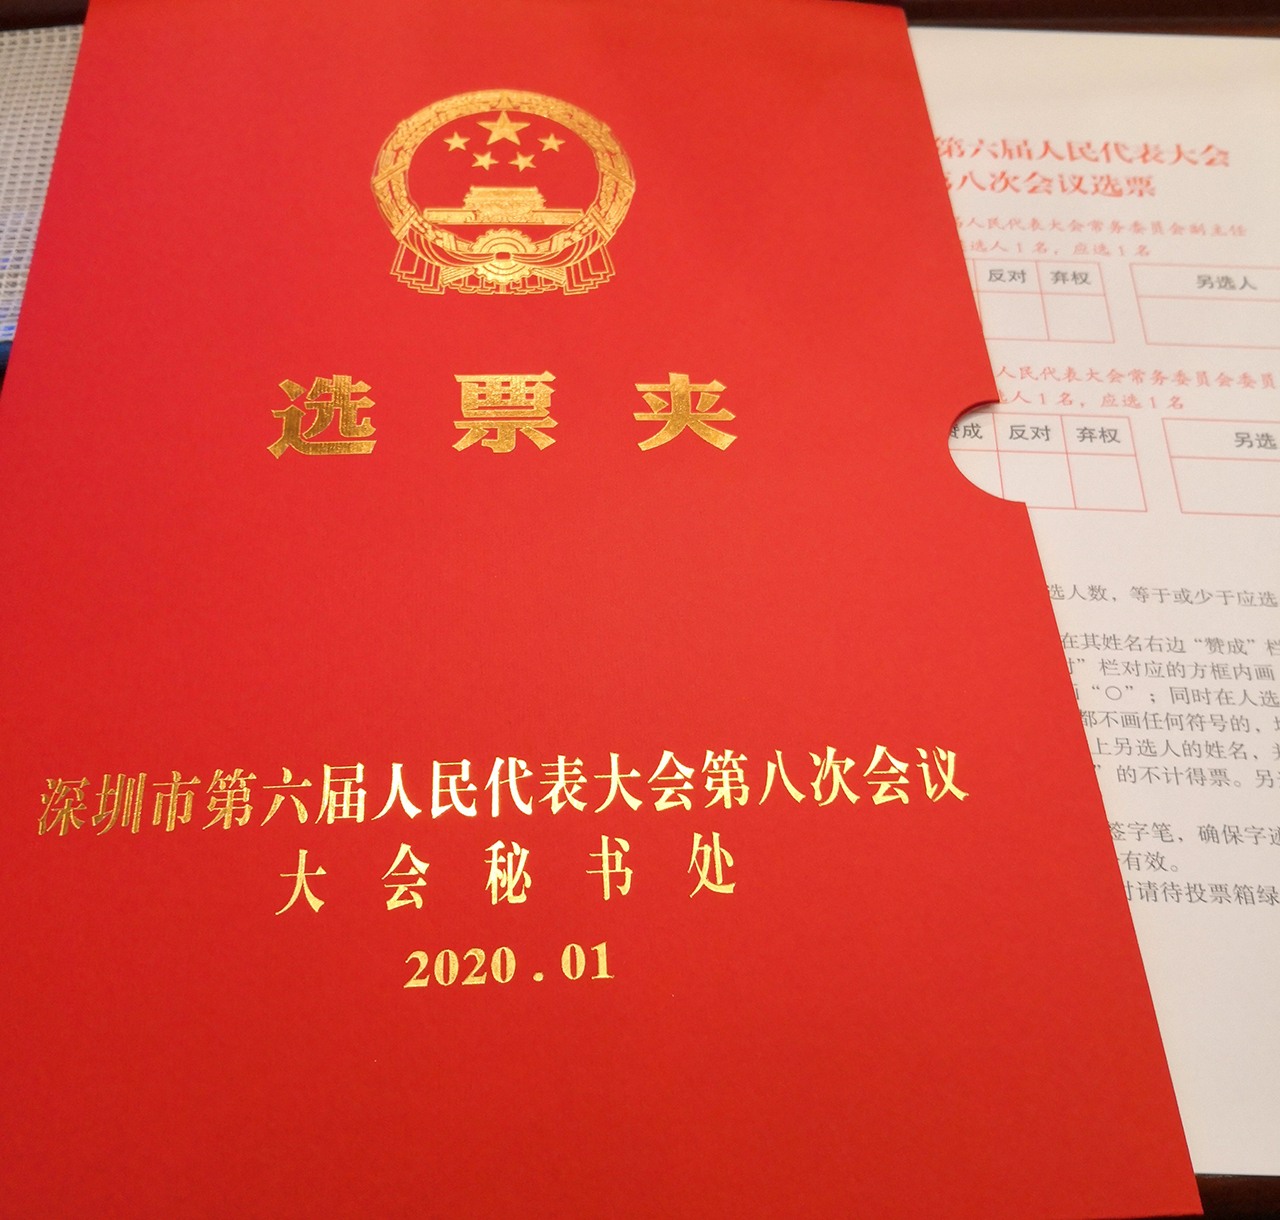 选票夹
深圳市第六届人民代表大会第八次会议
大会秘书处
2020.01
第六届人民代表大会
八次会议选票
人民代表大会常务委员会副主任
选人1名，应选1名
反对 弃权 另选人
人民代表大会常务委员会委员
人1名，应选1名
赞成 反对 弃权 另选
选人数，等于或少于应选
在其姓名右边“赞成”栏
”栏对应的方框内画
“○”；同时在人选
都不画任何符号的，
上另选人的姓名，
”的不计得票。另
签字笔，确保字迹
有效。
时请待投票箱绿